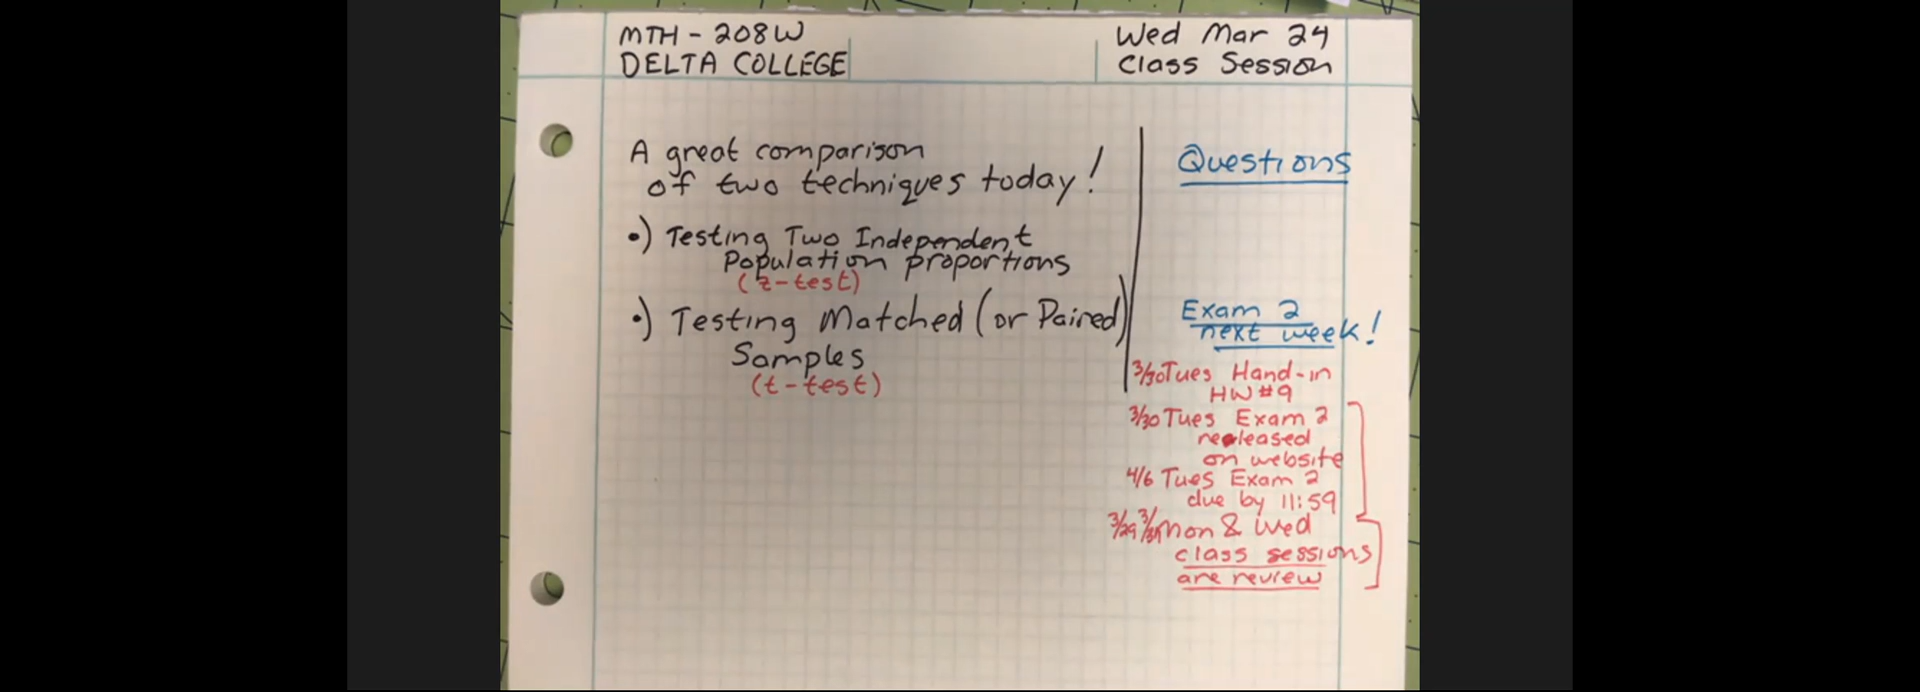 MTH - 208W
DELTA COLLEGE
Wed Mar 24
Class Session
A great comparison
of two techniques today!
•) Testing Two Independent
Population proportions
(z-test)
•) Testing Matched (or Paired)
Samples
(t-test)
Questions
Exam 2
next week!
3/30 Tues Hand-in
HW #9
3/30 Tues Exam 2
released
on website
4/6 Tues Exam 2
due by 11:59
3/29 3/31 Mon & Wed
class sessions
are review